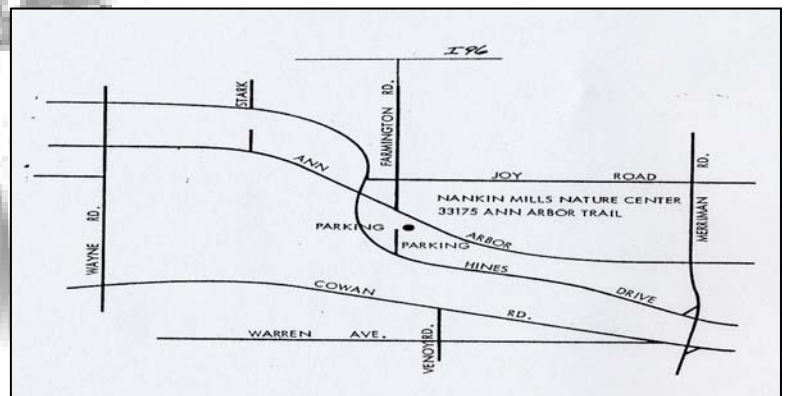 I 96
STARK
FARMINGTON RD.
ANN
JOY ROAD
MERRIMAN RD.
NANKIN MILLS NATURE CENTER
33175 ANN ARBOR TRAIL
WAYNE RD.
PARKING
PARKING
ARBOR
HINES
DRIVE
COWAN
RD.
WARREN AVE.
VENOY RD.